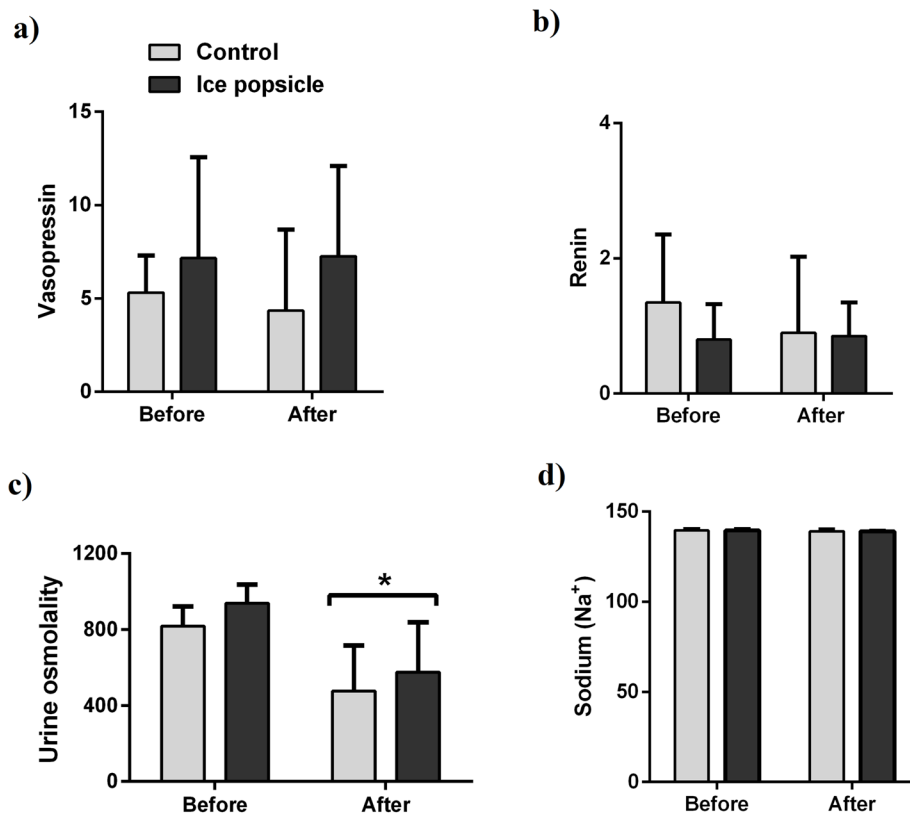 a)
Control
Ice popsicle
15
10
5
0
Vasopressin
Before After
b)
4
2
0
Renin
Before After
c)
1200
800
400
0
Urine osmolality
*
Before After
d)
150
100
50
0
Sodium (Na⁺)
Before After